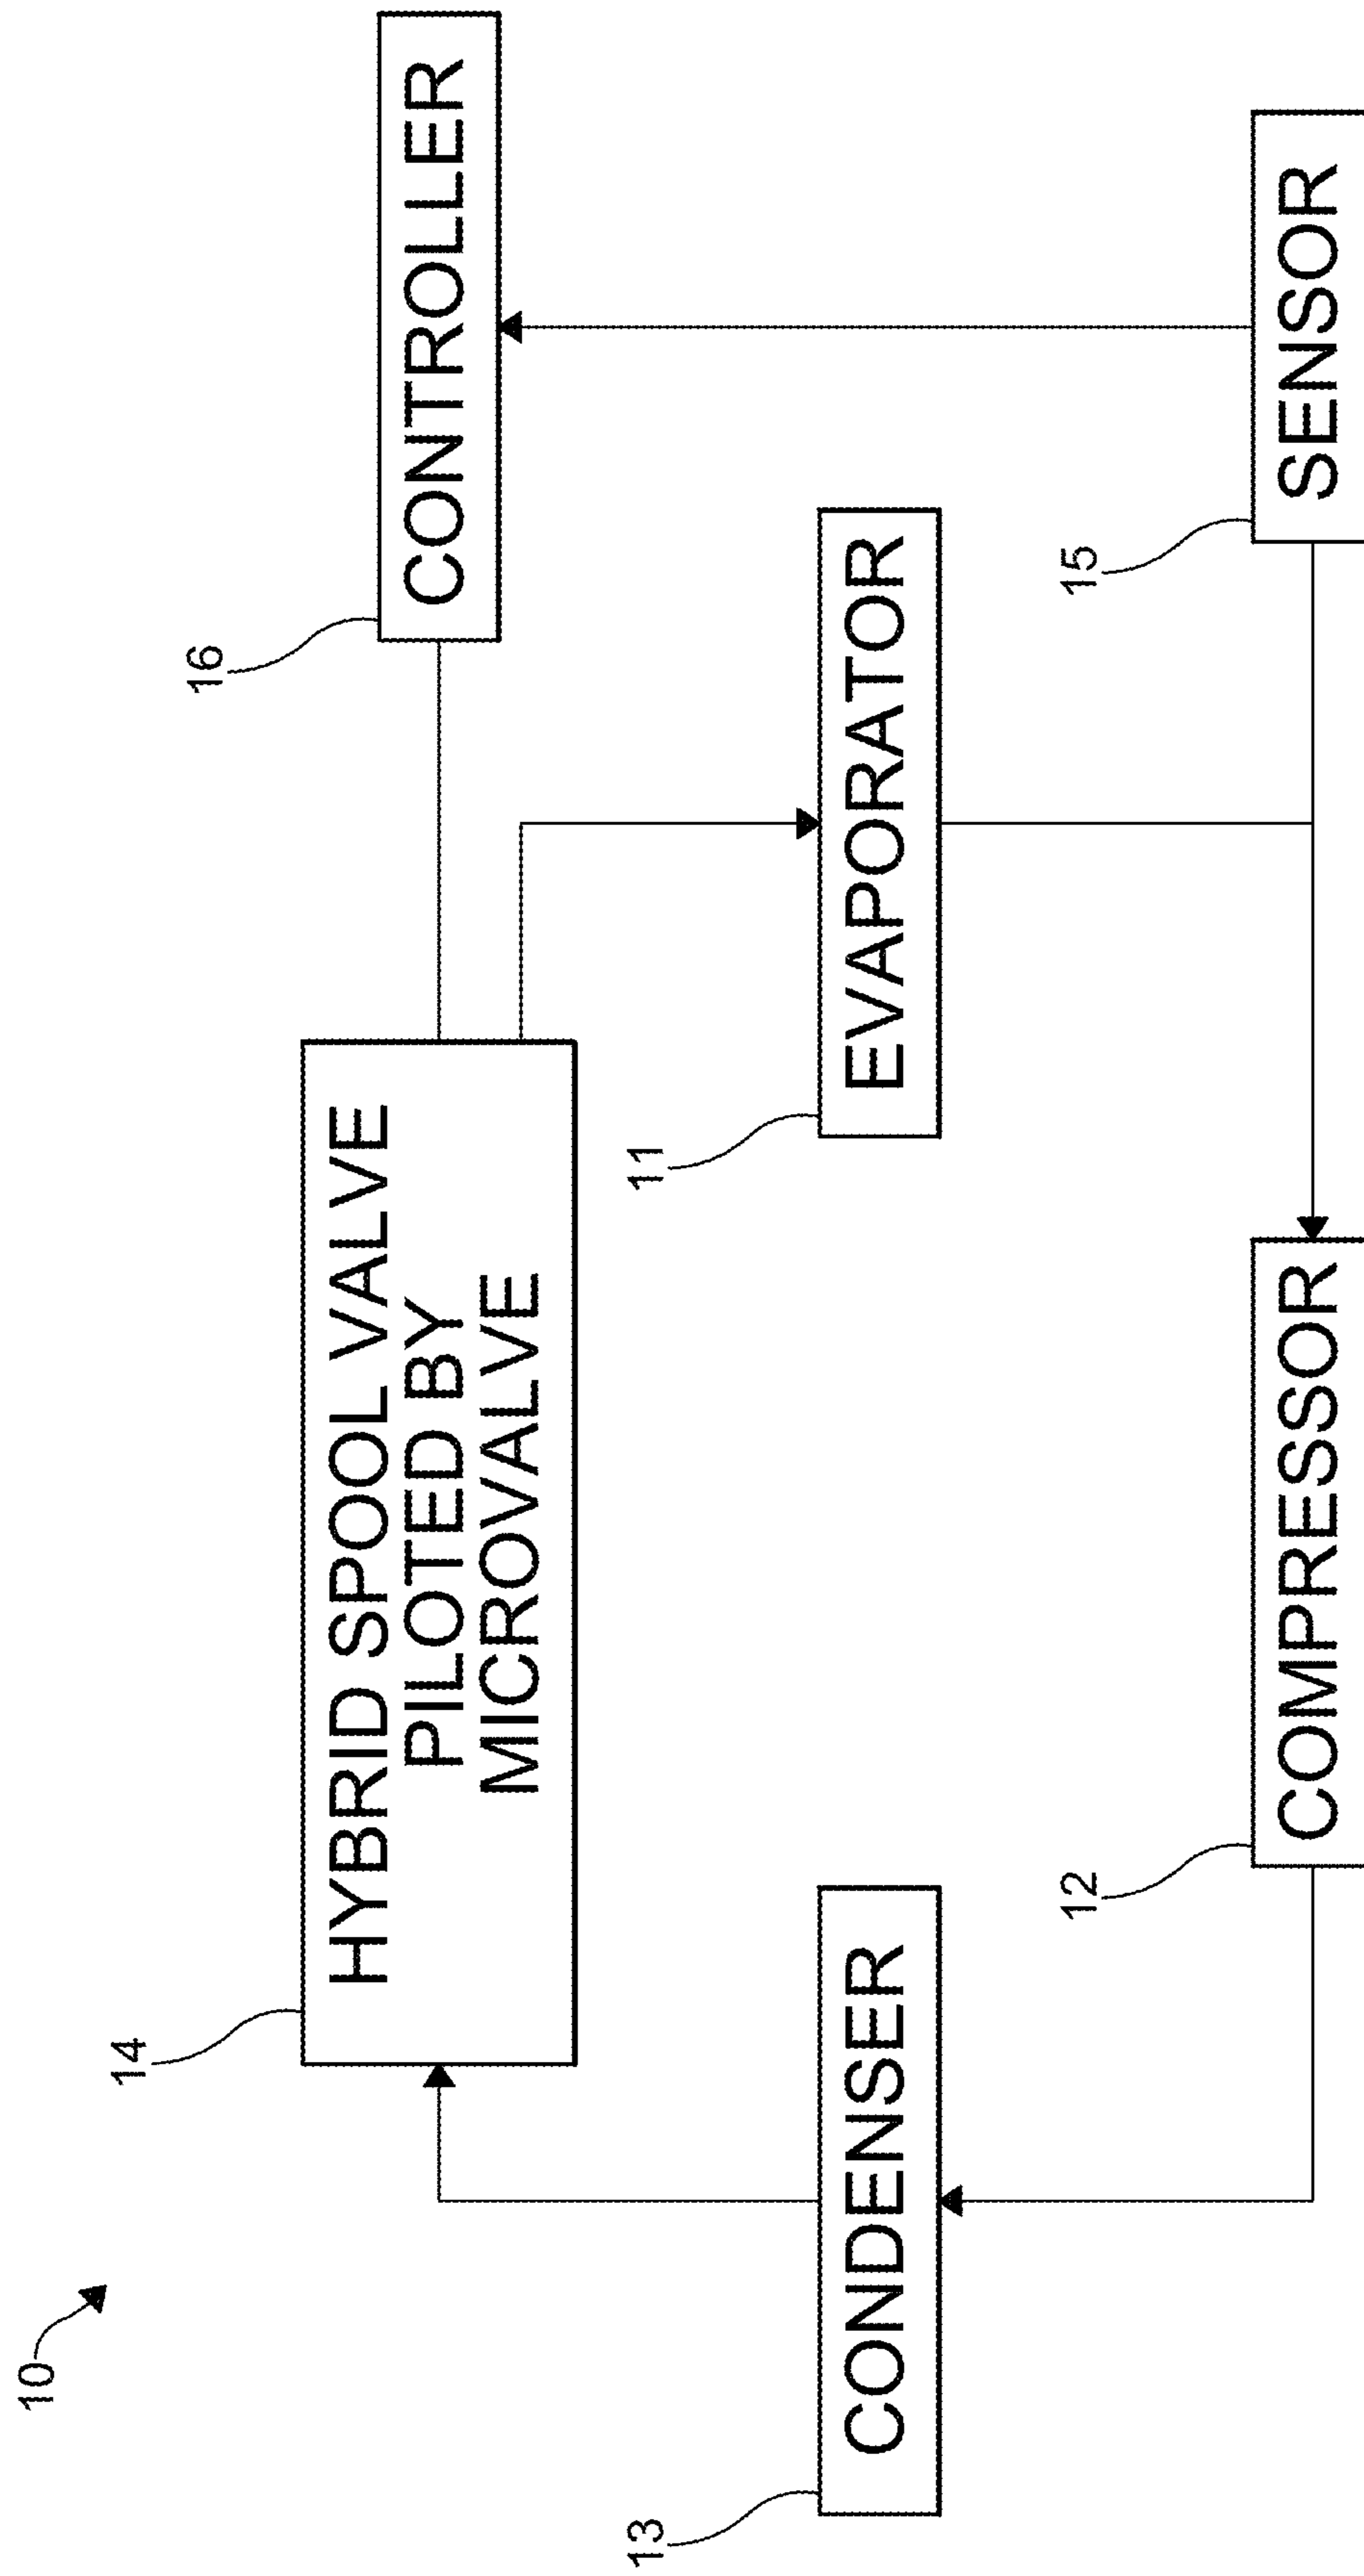 10
14
HYBRID SPOOL VALVE
PILOTED BY
MICROVALVE
16
CONTROLLER
13
CONDENSER
11
EVAPORATOR
12
COMPRESSOR
15
SENSOR